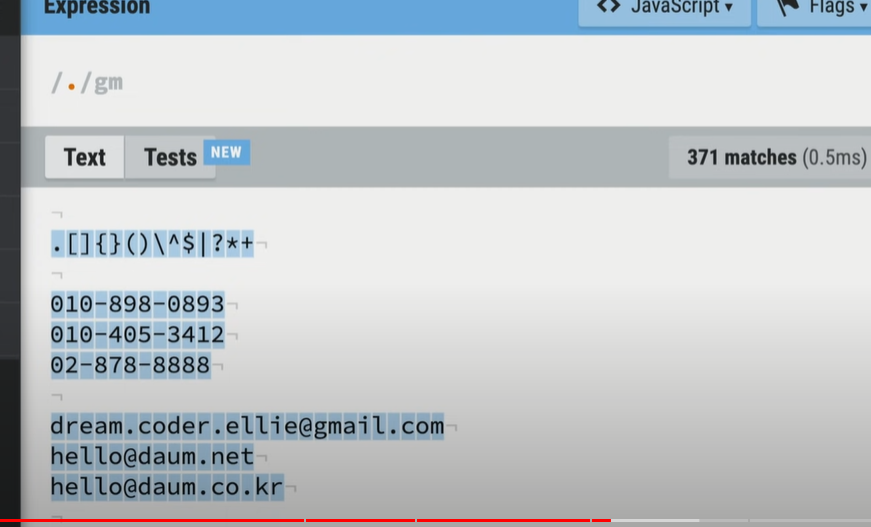 Expression
<> JavaScript ▾
Flags ▾
/./gm
Text
Tests
NEW
371 matches (0.5ms)
¬
.[]{}()\^$|?*+¬
¬
010-898-0893¬
010-405-3412¬
02-878-8888¬
¬
dream.coder.ellie@gmail.com¬
hello@daum.net¬
hello@daum.co.kr¬
¬